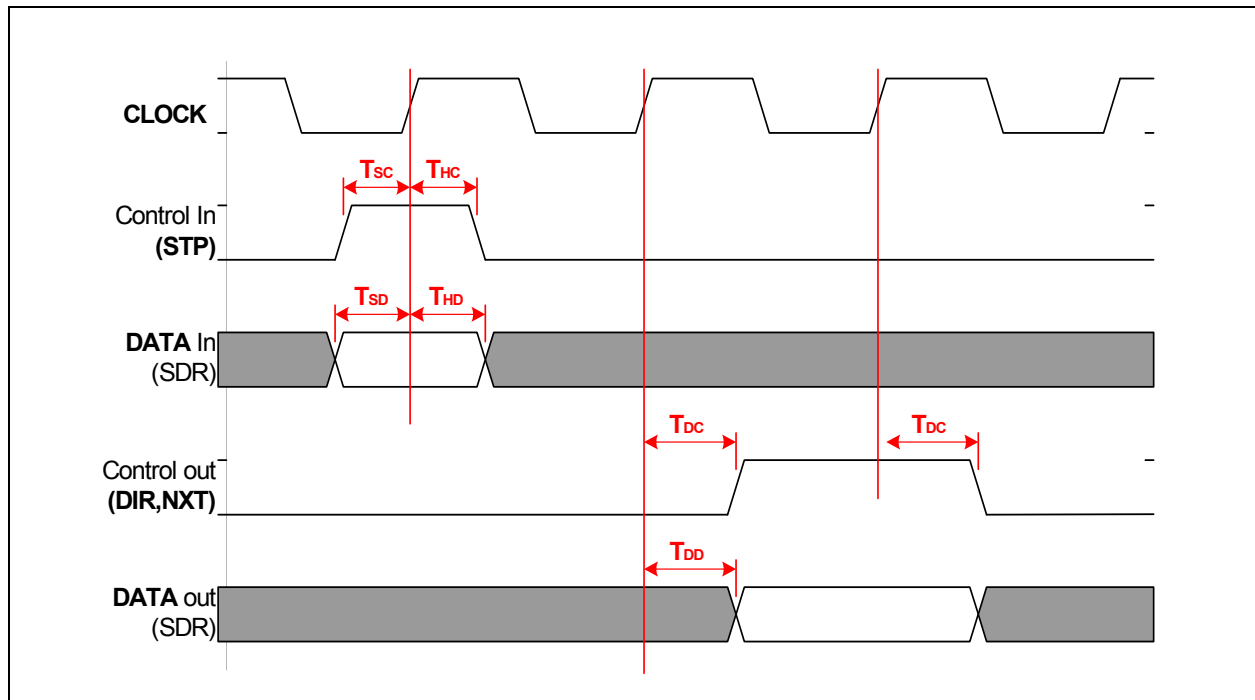 CLOCK
TSC
THC
Control In
(STP)
TSD
THD
DATA In
(SDR)
TDC
TDC
Control out
(DIR,NXT)
TDD
DATA out
(SDR)